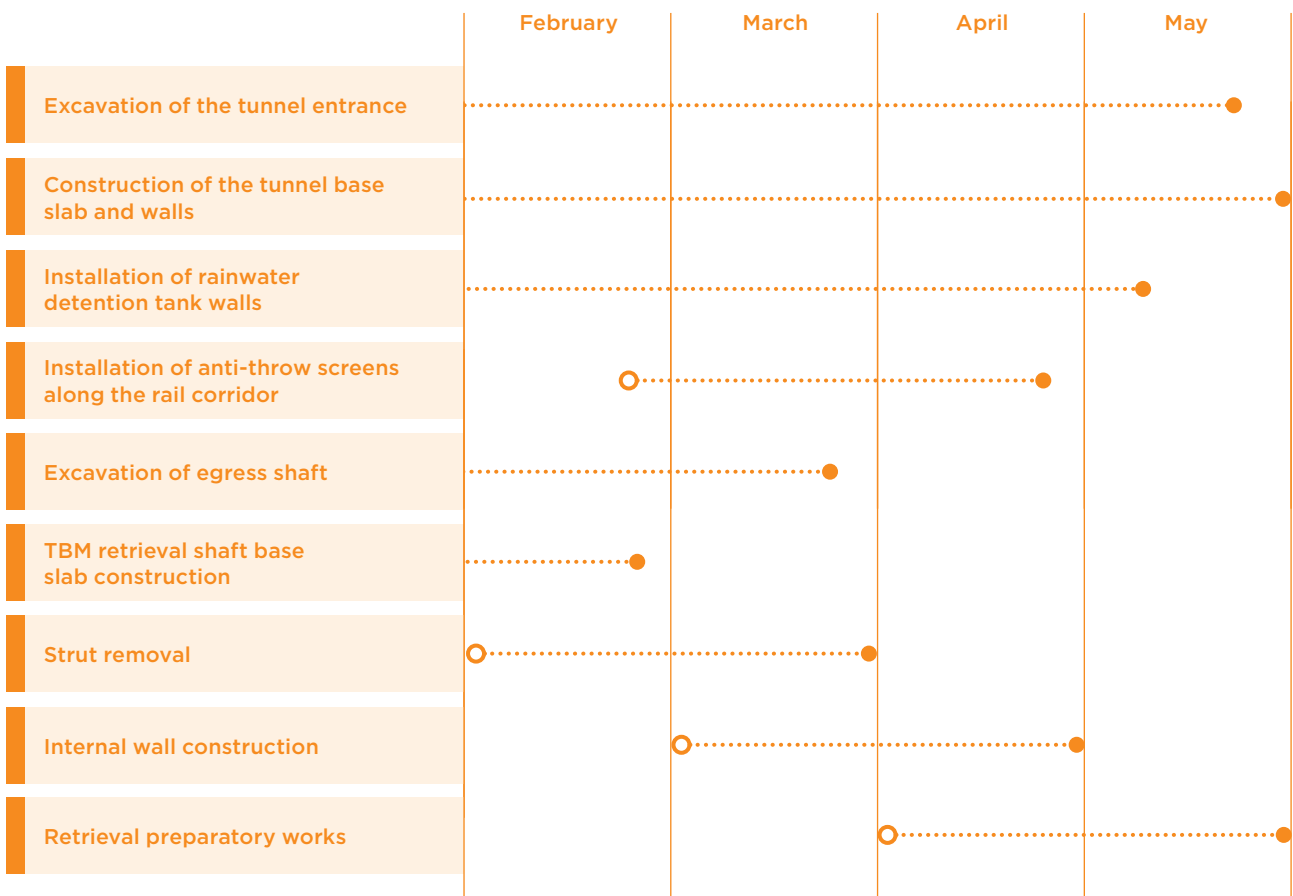 February March April May
Excavation of the tunnel entrance
Construction of the tunnel base
slab and walls
Installation of rainwater
detention tank walls
Installation of anti-throw screens
along the rail corridor
Excavation of egress shaft
TBM retrieval shaft base
slab construction
Strut removal
Internal wall construction
Retrieval preparatory works